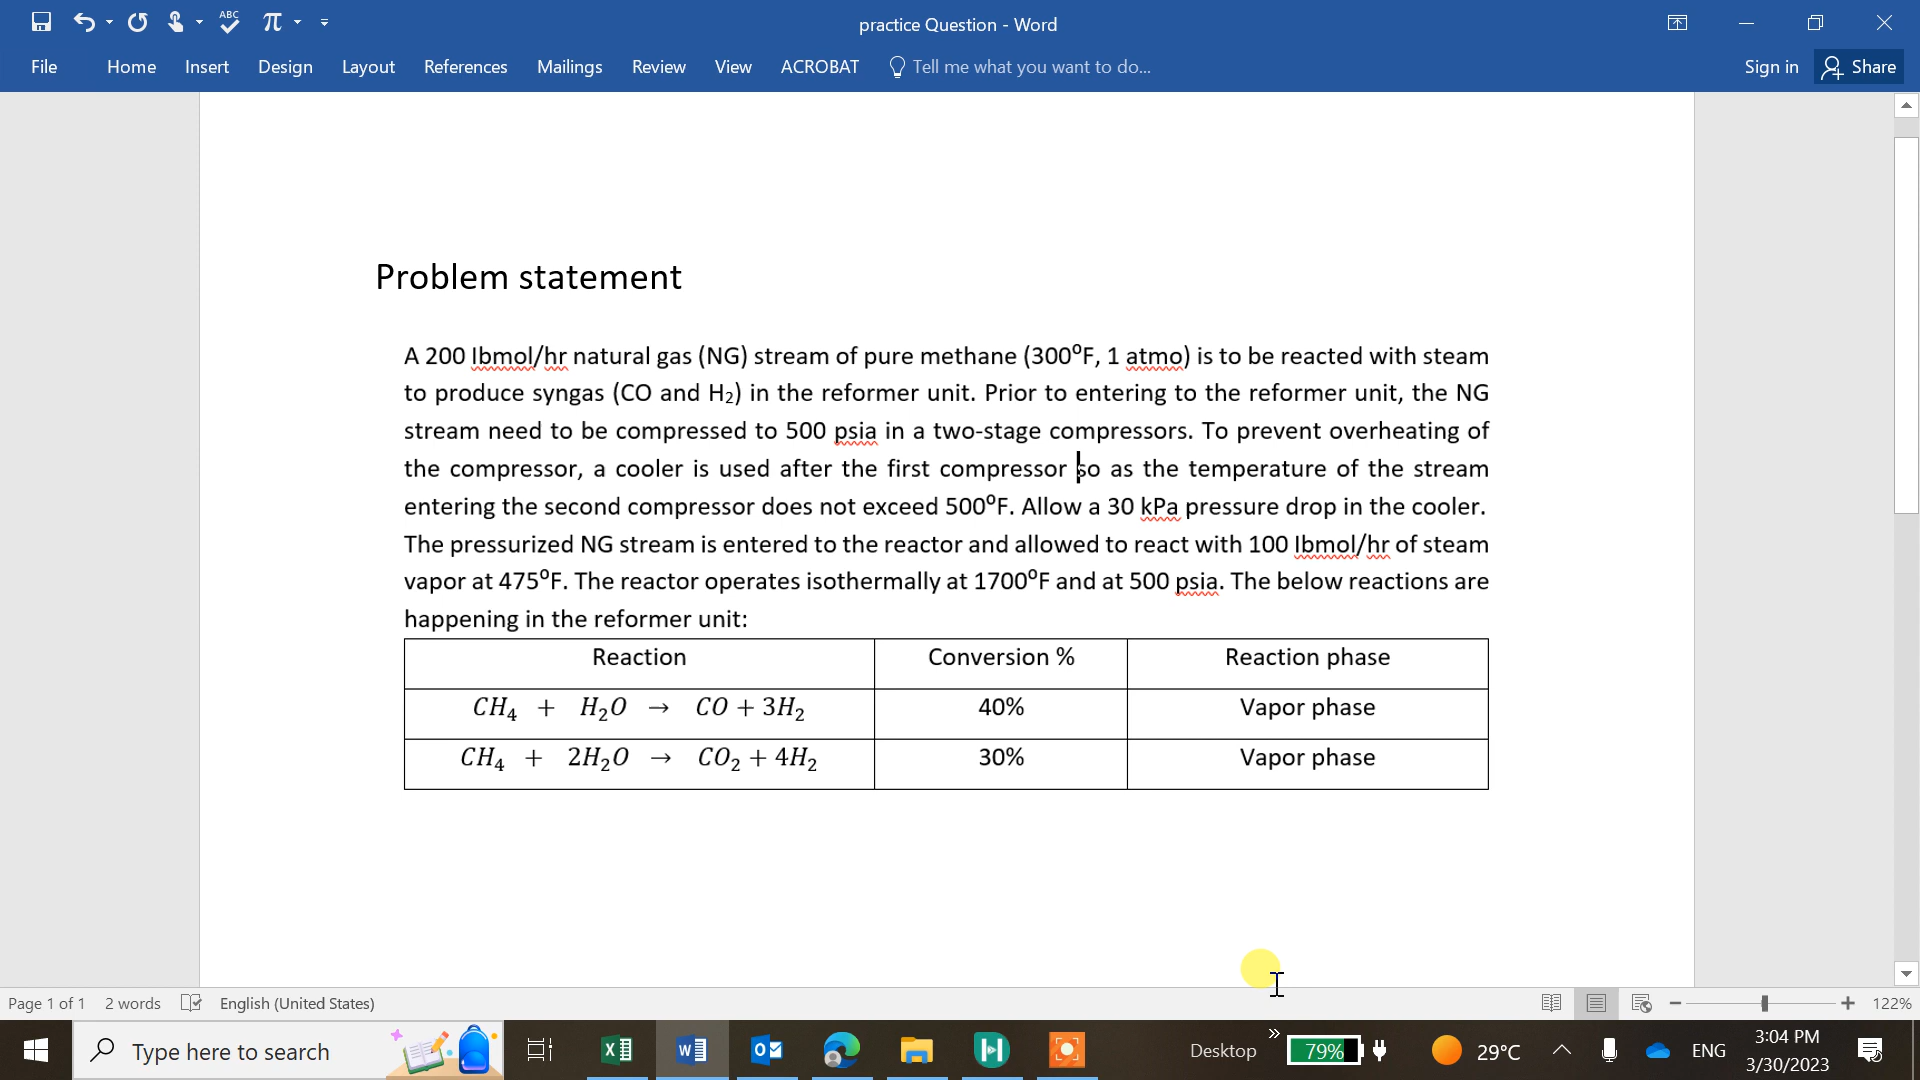 practice Question - Word
File Home Insert Design Layout References Mailings Review View ACROBAT Tell me what you want to do... Sign in Share
Problem statement
A 200 Ibmol/hr natural gas (NG) stream of pure methane (300⁰F, 1 atmo) is to be reacted with steam
to produce syngas (CO and H₂) in the reformer unit. Prior to entering to the reformer unit, the NG
stream need to be compressed to 500 psia in a two-stage compressors. To prevent overheating of
the compressor, a cooler is used after the first compressor so as the temperature of the stream
entering the second compressor does not exceed 500⁰F. Allow a 30 kPa pressure drop in the cooler.
The pressurized NG stream is entered to the reactor and allowed to react with 100 Ibmol/hr of steam
vapor at 475⁰F. The reactor operates isothermally at 1700⁰F and at 500 psia. The below reactions are
happening in the reformer unit:
Reaction Conversion % Reaction phase
CH₄ + H₂O → CO + 3H₂ 40% Vapor phase
CH₄ + 2H₂O → CO₂ + 4H₂ 30% Vapor phase
Page 1 of 1 2 words English (United States) 122%
Type here to search Desktop 79% 29°C ENG 3:04 PM
3/30/2023